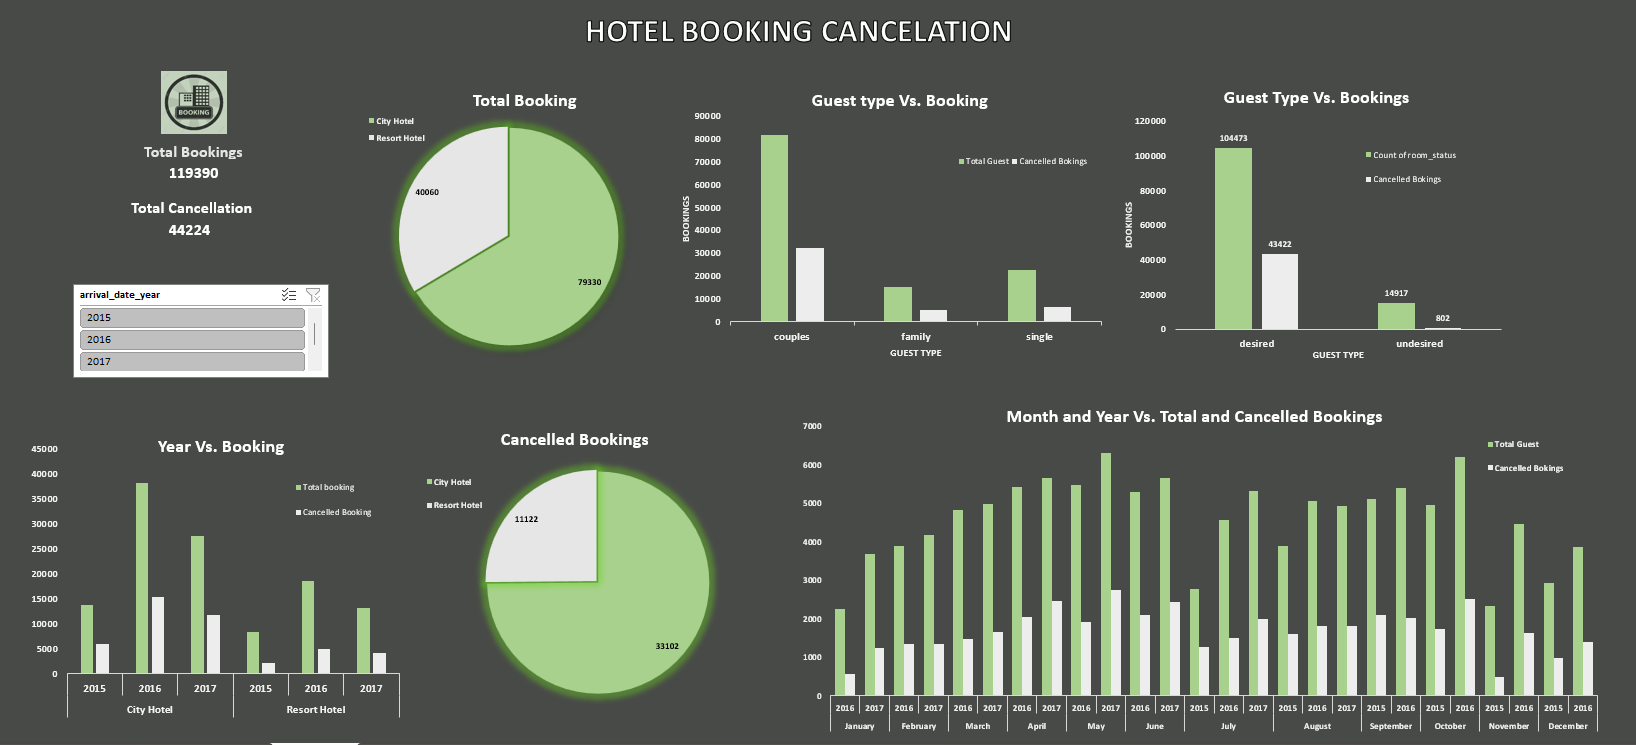 HOTEL BOOKING CANCELATION
BOOKING
Total Bookings
119390
Total Cancellation
44224
arrival_date_year
2015
2016
2017
Total Booking
City Hotel
Resort Hotel
40060
79330
Guest type Vs. Booking
90000
80000
70000
60000
50000
40000
30000
20000
10000
0
BOOKINGS
Total Guest
Cancelled Bokings
couples
family
single
GUEST TYPE
Guest Type Vs. Bookings
120000
100000
80000
60000
40000
20000
0
BOOKINGS
104473
43422
14917
802
Count of room_status
Cancelled Bokings
desired
undesired
GUEST TYPE
Year Vs. Booking
45000
40000
35000
30000
25000
20000
15000
10000
5000
0
Total booking
Cancelled Booking
2015 2016 2017 2015 2016 2017
City Hotel Resort Hotel
Cancelled Bookings
City Hotel
Resort Hotel
11122
33102
Month and Year Vs. Total and Cancelled Bookings
7000
6000
5000
4000
3000
2000
1000
0
Total Guest
Cancelled Bokings
2016 2017 2016 2017 2016 2017 2016 2017 2016 2017 2016 2017 2015 2016 2017 2015 2016 2017 2015 2016 2015 2016 2015 2016 2015 2016
January February March April May June July August September October November December